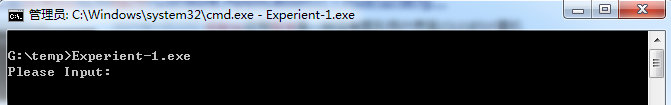 管理员: C:\Windows\system32\cmd.exe - Experient-1.exe
G:\temp>Experient-1.exe
Please Input: